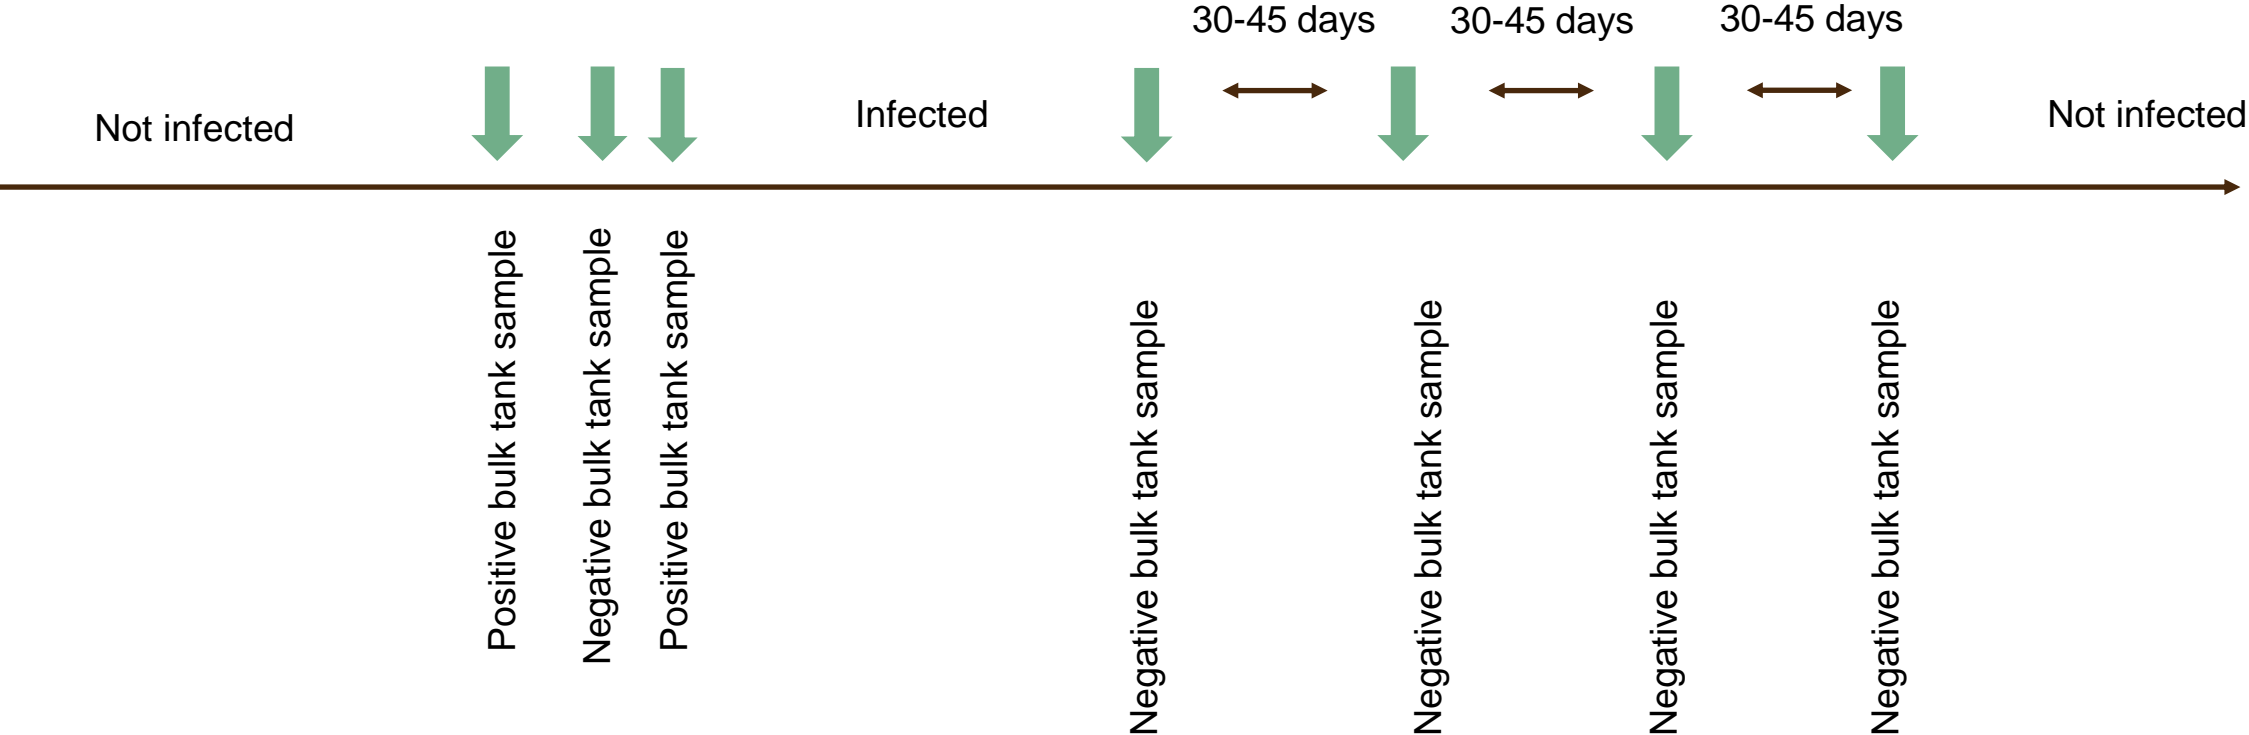 30-45 days
30-45 days
30-45 days
Not infected
Infected
Not infected
Positive bulk tank sample
Negative bulk tank sample
Positive bulk tank sample
Negative bulk tank sample
Negative bulk tank sample
Negative bulk tank sample
Negative bulk tank sample